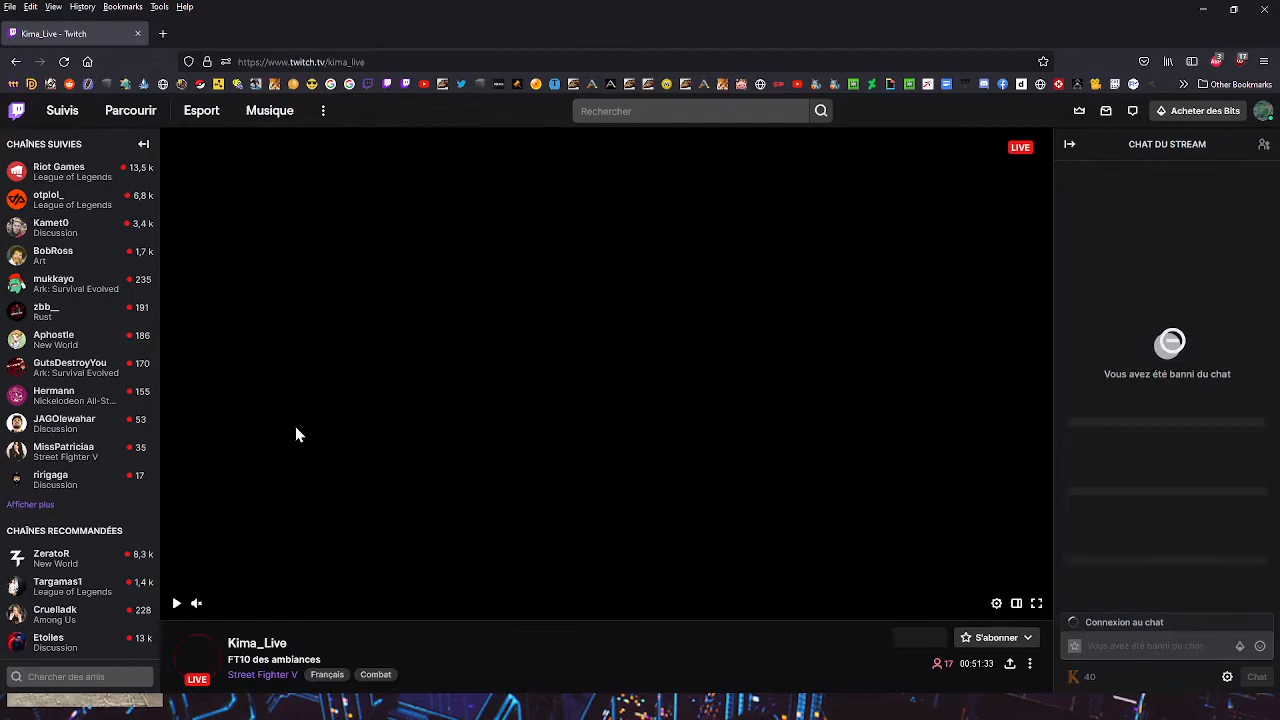 File Edit View History Bookmarks Tools Help
Kima_Live - Twitch
https://www.twitch.tv/kima_live
Other Bookmarks
Suivis Parcourir Esport Musique
Rechercher
Acheter des Bits
CHAÎNES SUIVIES
Riot Games 13,5 k
League of Legends
otplol_ 6,8 k
League of Legends
Kamet0 3,4 k
Discussion
BobRoss 1,7 k
Art
mukkayo 235
Ark: Survival Evolved
zbb__ 191
Rust
Aphostle 186
New World
GutsDestroyYou 170
Ark: Survival Evolved
Hermann 155
Nickelodeon All-St...
JAGOlewahar 53
Discussion
MissPatriciaa 35
Street Fighter V
ririgaga 17
Discussion
Afficher plus
CHAÎNES RECOMMANDÉES
ZeratoR 8,3 k
New World
Targamas1 1,4 k
League of Legends
Cruelladk 228
Among Us
Etoiles 13 k
Discussion
Chercher des amis
LIVE
Kima_Live
FT10 des ambiances
Street Fighter V Français Combat
LIVE
S'abonner
17 00:51:33
CHAT DU STREAM
Vous avez été banni du chat
Connexion au chat
Vous avez été banni du chat
40
Chat